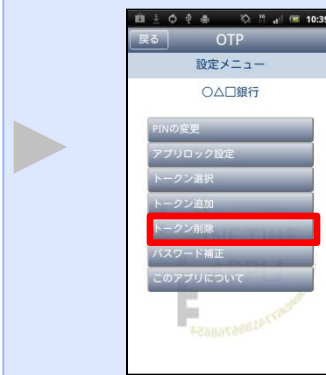 10:39
戻る OTP
設定メニュー
○△□銀行
PINの変更
アプリロック設定
トークン選択
トークン追加
トークン削除
パスワード補正
このアプリについて